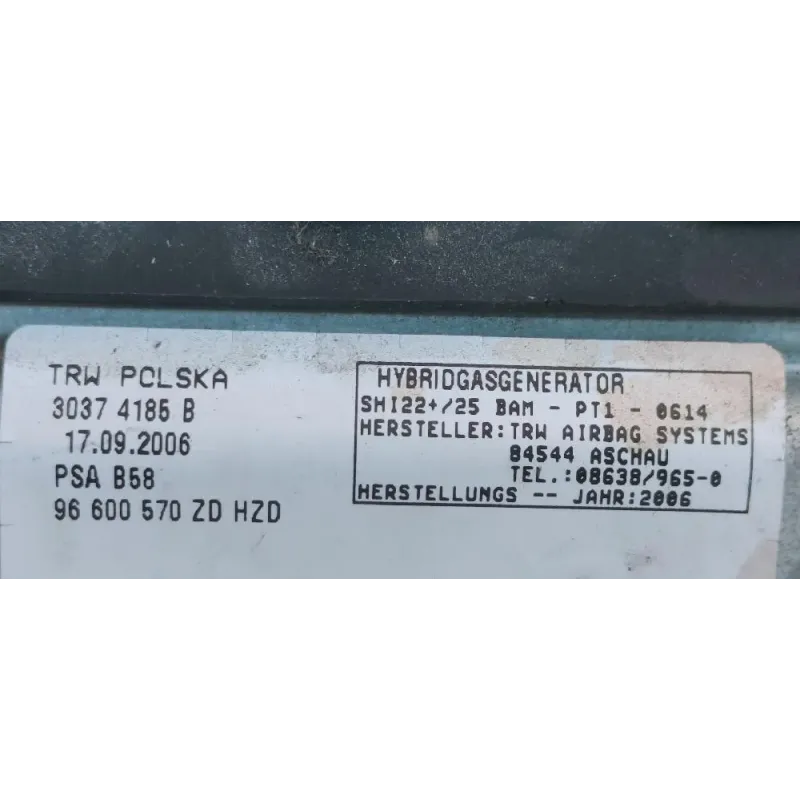 TRW POLSKA
3037 4185 B
17.09.2006
PSA B58
96 600 570 ZD HZD
HYBRIDGASGENERATOR
SHI22+/25 BAM - PT1 - 0614
HERSTELLER:TRW AIRBAG SYSTEMS
84544 ASCHAU
TEL.:08638/965-0
HERSTELLUNGS -- JAHR:2006